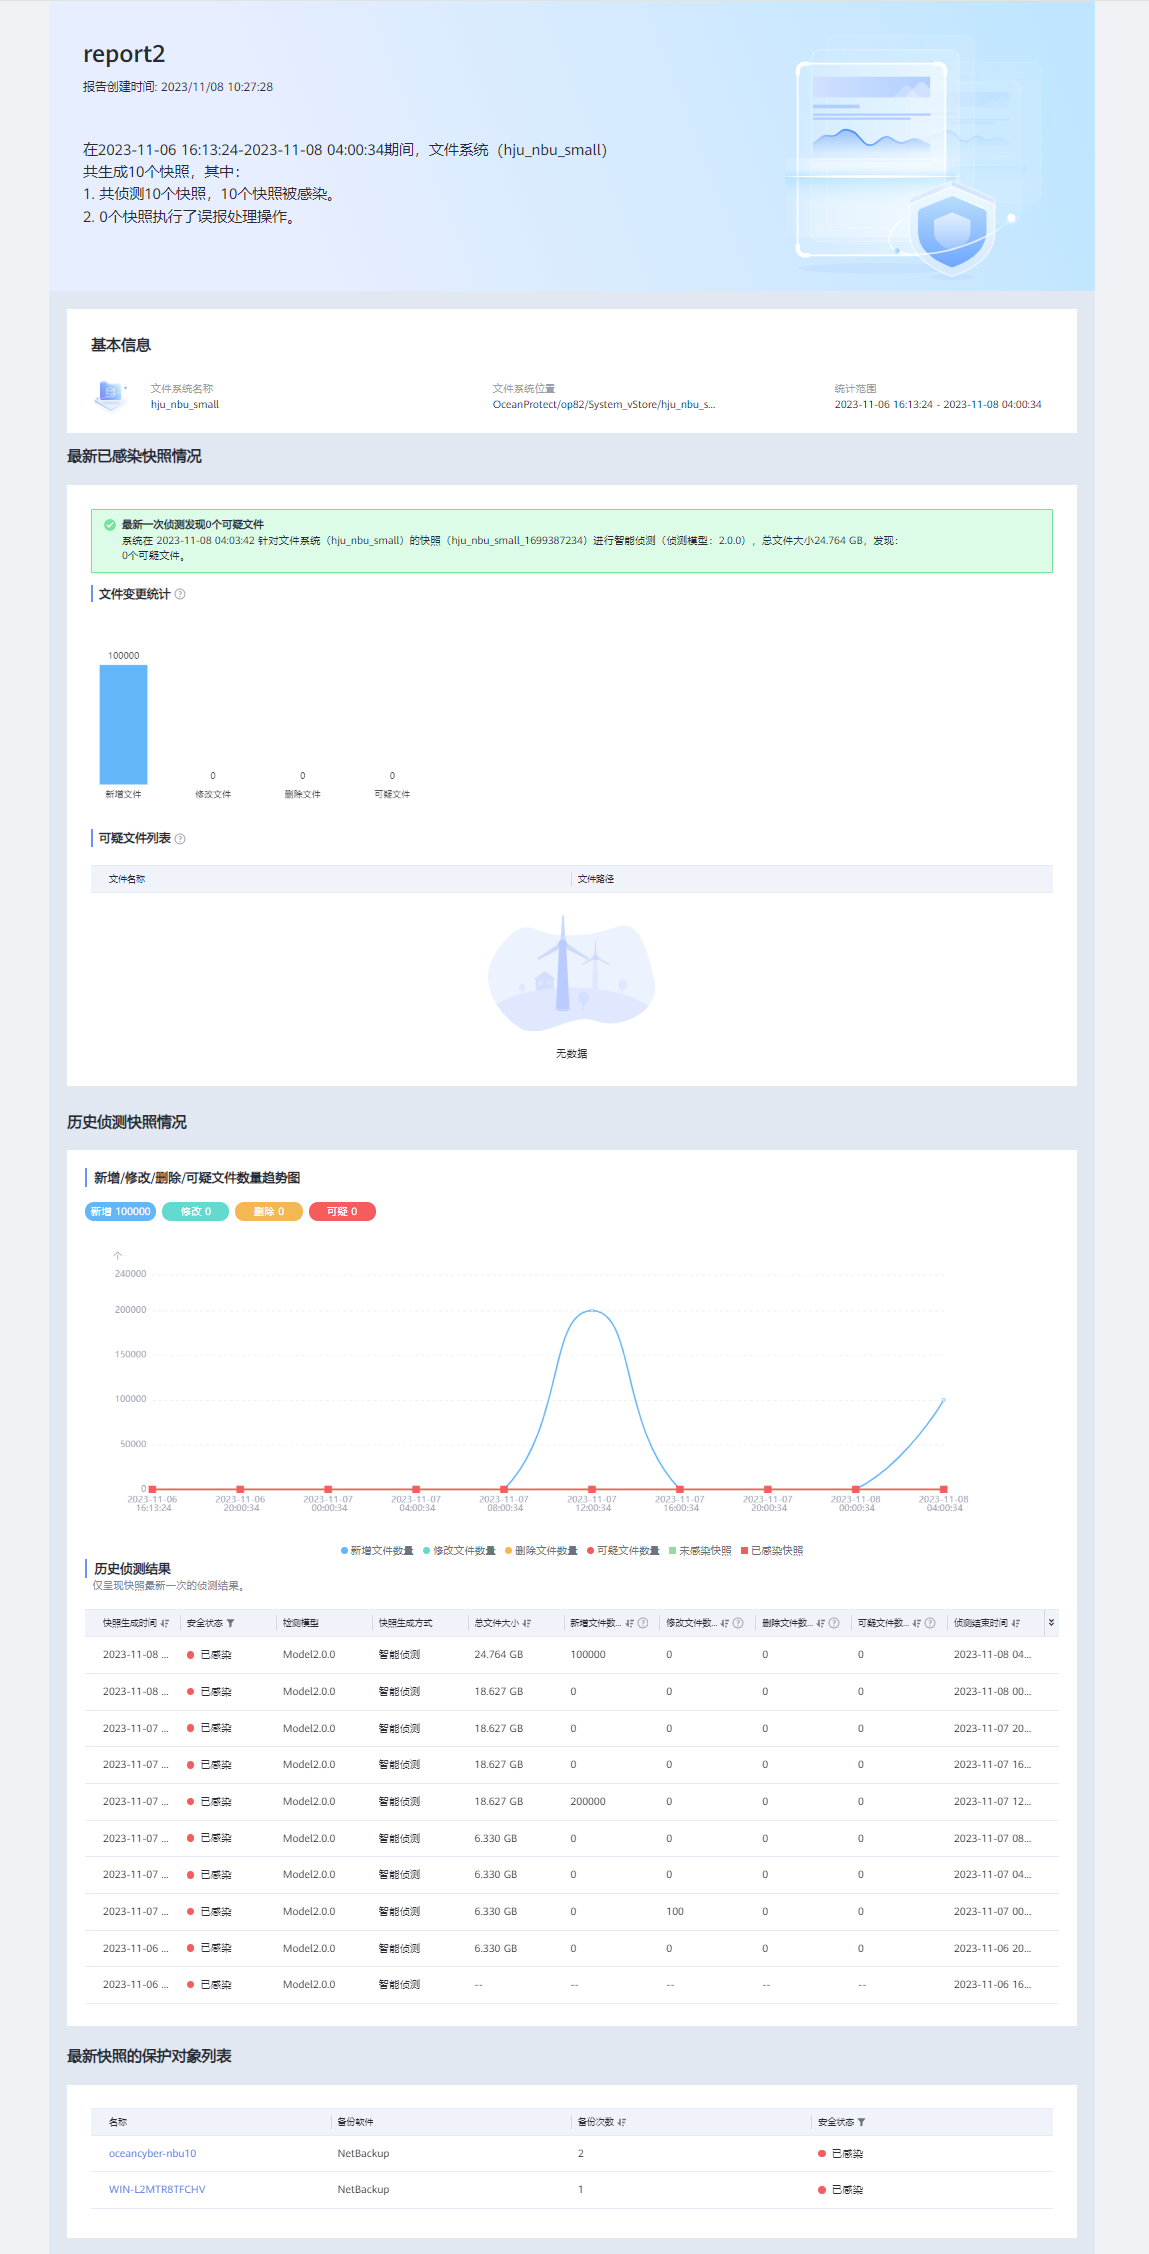 report2
报告创建时间: 2023/11/08 10:27:28
在2023-11-06 16:13:24-2023-11-08 04:00:34期间，文件系统（hju_nbu_small）
共生成10个快照，其中：
1. 共侦测10个快照，10个快照被感染。
2. 0个快照执行了误报处理操作。
基本信息
文件系统名称 文件系统位置 统计范围
hju_nbu_small OceanProtect/op82/System_vStore/hju_nbu_s... 2023-11-06 16:13:24 - 2023-11-08 04:00:34
最新已感染快照情况
最新一次侦测发现0个可疑文件
系统在 2023-11-08 04:03:42 针对文件系统（hju_nbu_small）的快照（hju_nbu_small_1699387234）进行智能侦测（侦测模型：2.0.0），总文件大小24.764 GB，发现：
0个可疑文件。
文件变更统计
100000
0 0 0
新增文件 修改文件 删除文件 可疑文件
可疑文件列表
文件名称 文件路径
无数据
历史侦测快照情况
新增/修改/删除/可疑文件数量趋势图
新增 100000 修改 0 删除 0 可疑 0
个
240000
200000
150000
100000
50000
0
2023-11-06 2023-11-06 2023-11-07 2023-11-07 2023-11-07 2023-11-07 2023-11-07 2023-11-07 2023-11-08 2023-11-08
16:13:24 20:00:34 00:00:34 04:00:34 08:00:34 12:00:34 16:00:34 20:00:34 00:00:34 04:00:34
新增文件数量 修改文件数量 删除文件数量 可疑文件数量 未感染快照 已感染快照
历史侦测结果
仅呈现快照最新一次的侦测结果。
快照生成时间 安全状态 检测模型 快照生成方式 总文件大小 新增文件数... 修改文件数... 删除文件数... 可疑文件数... 侦测结束时间
2023-11-08 ... 已感染 Model2.0.0 智能侦测 24.764 GB 100000 0 0 0 2023-11-08 04...
2023-11-08 ... 已感染 Model2.0.0 智能侦测 18.627 GB 0 0 0 0 2023-11-08 00...
2023-11-07 ... 已感染 Model2.0.0 智能侦测 18.627 GB 0 0 0 0 2023-11-07 20...
2023-11-07 ... 已感染 Model2.0.0 智能侦测 18.627 GB 0 0 0 0 2023-11-07 16...
2023-11-07 ... 已感染 Model2.0.0 智能侦测 18.627 GB 200000 0 0 0 2023-11-07 12...
2023-11-07 ... 已感染 Model2.0.0 智能侦测 6.330 GB 0 0 0 0 2023-11-07 08...
2023-11-07 ... 已感染 Model2.0.0 智能侦测 6.330 GB 0 0 0 0 2023-11-07 04...
2023-11-07 ... 已感染 Model2.0.0 智能侦测 6.330 GB 0 100 0 0 2023-11-07 00...
2023-11-06 ... 已感染 Model2.0.0 智能侦测 6.330 GB 0 0 0 0 2023-11-06 20...
2023-11-06 ... 已感染 Model2.0.0 智能侦测 -- -- -- -- -- 2023-11-06 16...
最新快照的保护对象列表
名称 备份软件 备份次数 安全状态
oceancyber-nbu10 NetBackup 2 已感染
WIN-L2MTR8TFCHV NetBackup 1 已感染